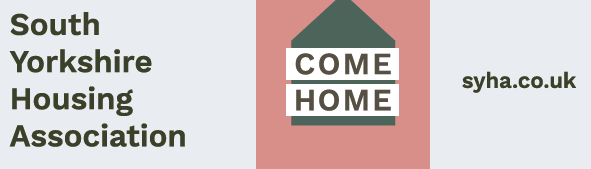 South
Yorkshire
Housing
Association
COME
HOME
syha.co.uk